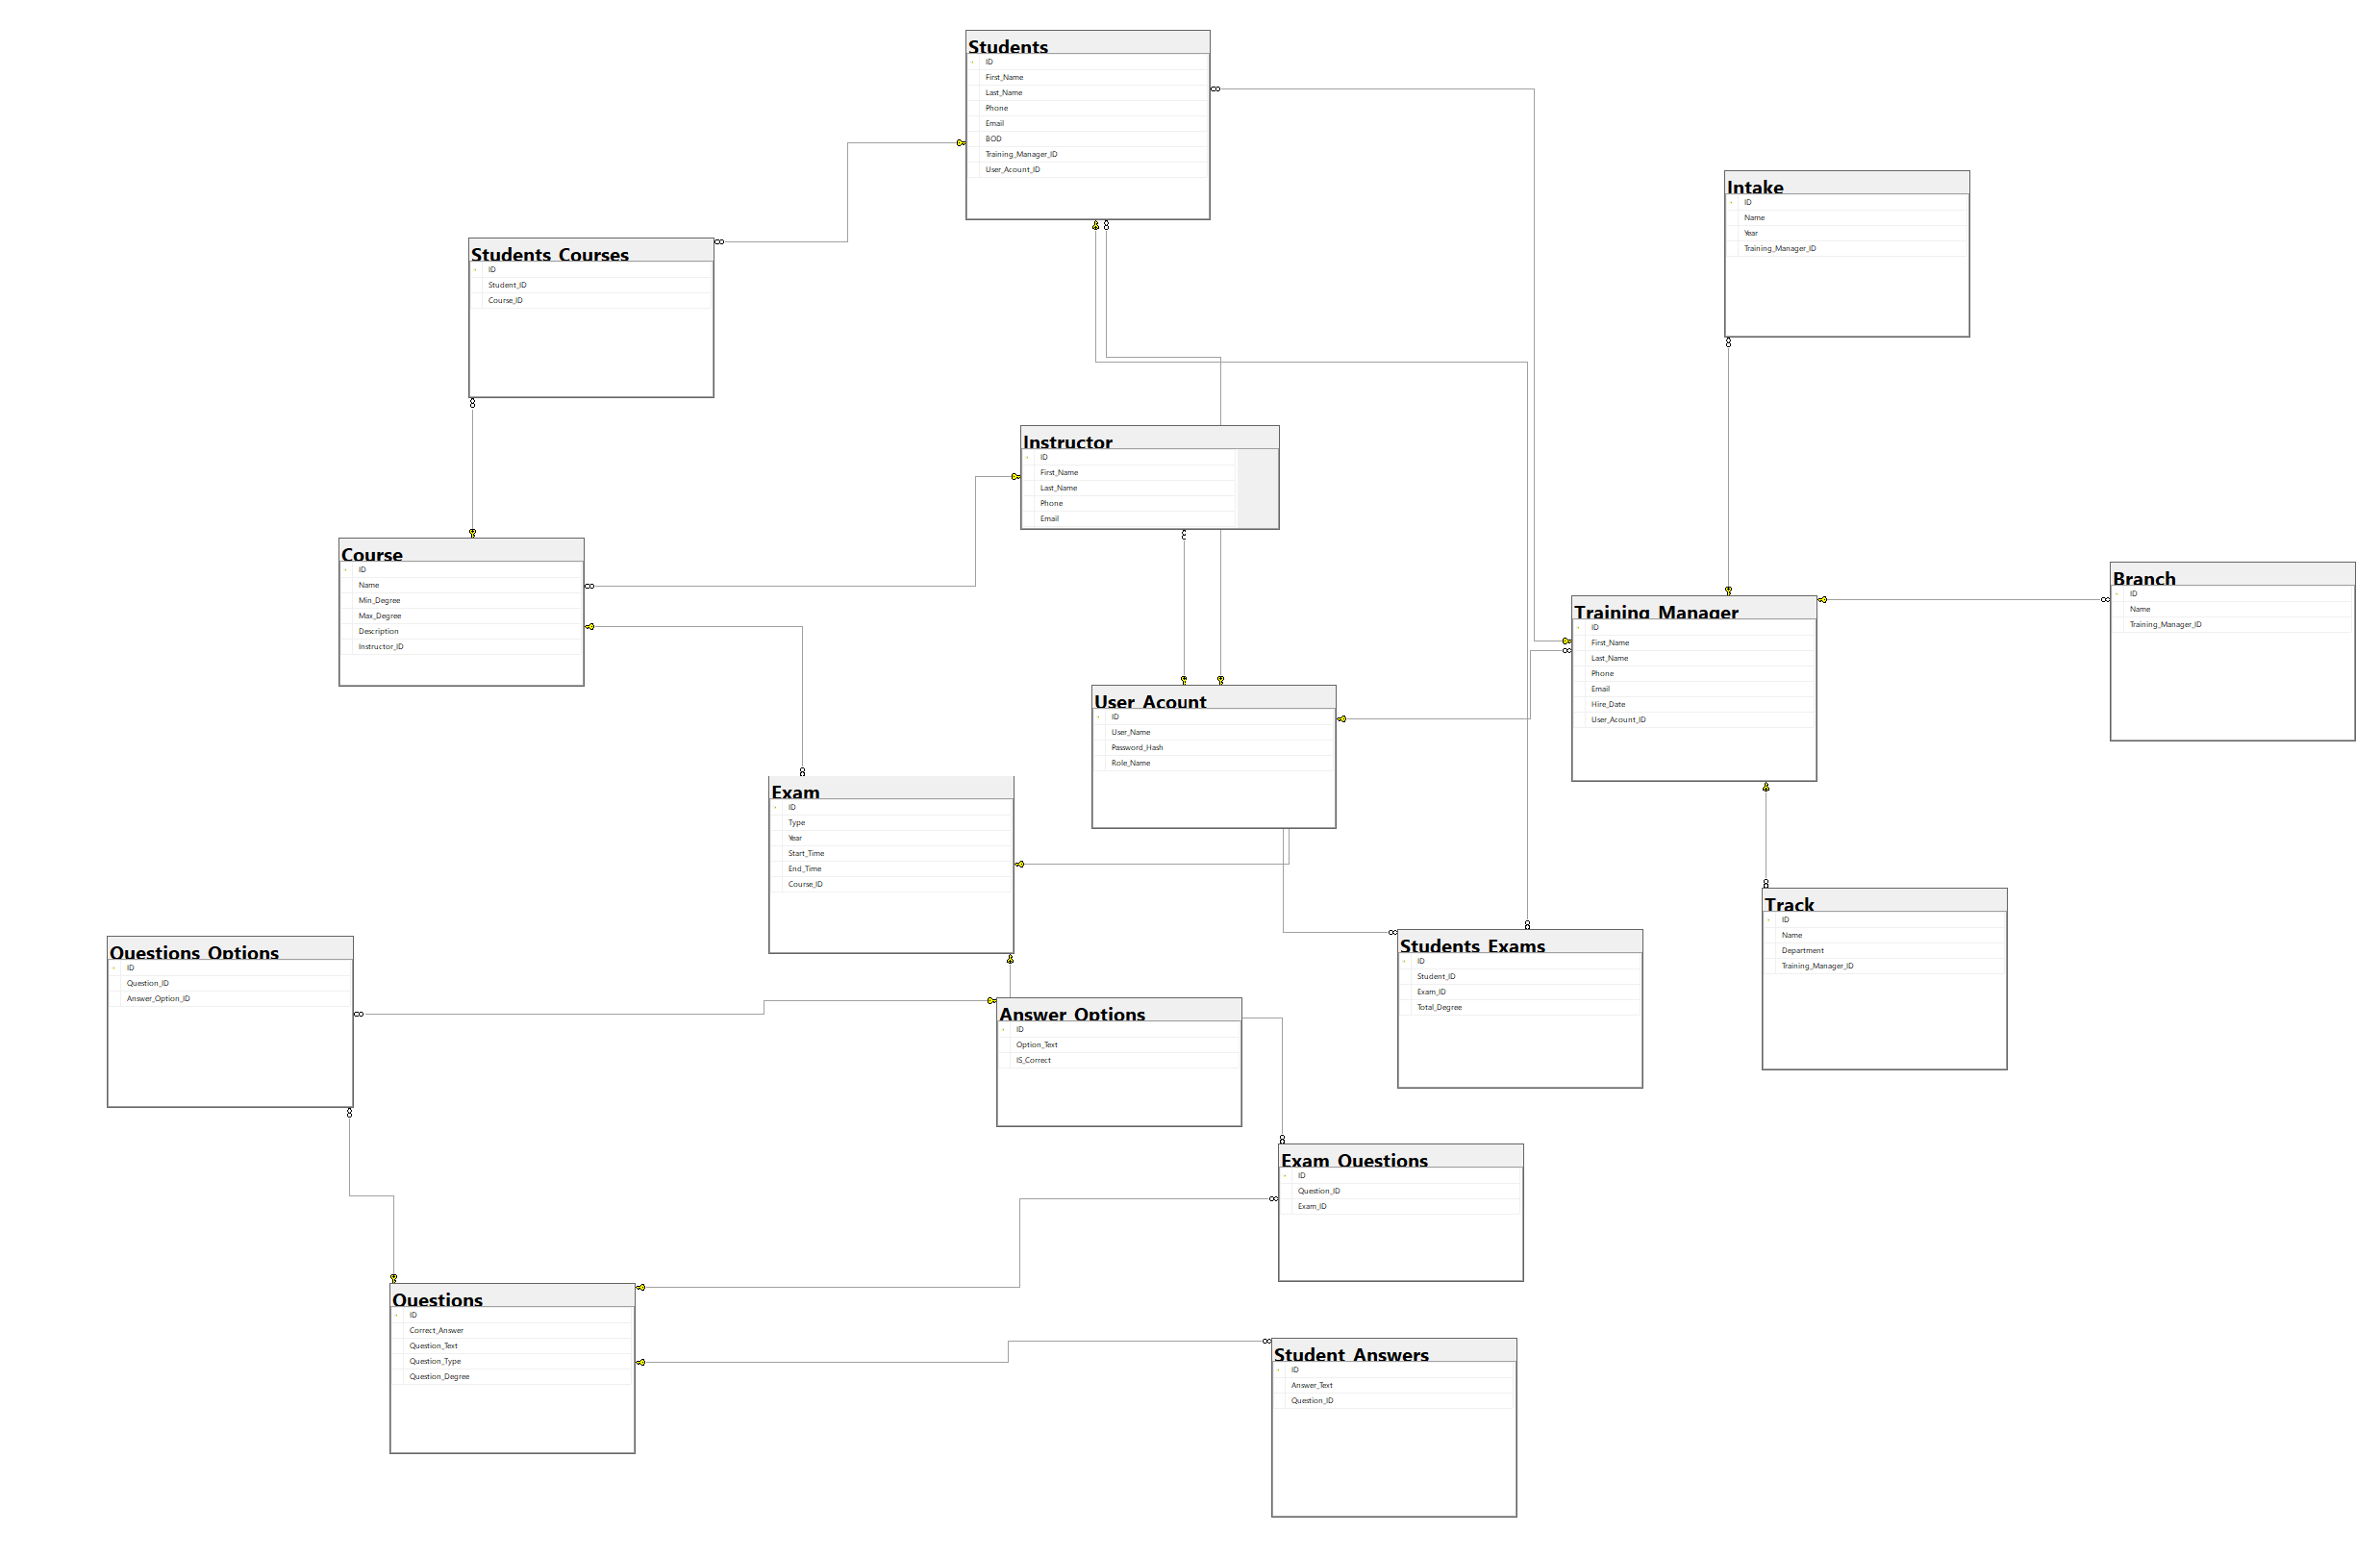 Students
ID
First_Name
Last_Name
Phone
Email
BOD
Training_Manager_ID
User_Acount_ID
Intake
ID
Name
Year
Training_Manager_ID
Students_Courses
ID
Student_ID
Course_ID
Instructor
ID
First_Name
Last_Name
Phone
Email
Course
ID
Name
Min_Degree
Max_Degree
Description
Instructor_ID
Branch
ID
Name
Training_Manager_ID
Training_Manager
ID
First_Name
Last_Name
Phone
Email
Hire_Date
User_Acount_ID
User_Acount
ID
User_Name
Password_Hash
Role_Name
Exam
ID
Type
Year
Start_Time
End_Time
Course_ID
Track
ID
Name
Department
Training_Manager_ID
Students_Exams
ID
Student_ID
Exam_ID
Total_Degree
Questions_Options
ID
Question_ID
Answer_Option_ID
Answer_Options
ID
Option_Text
IS_Correct
Exam_Questions
ID
Question_ID
Exam_ID
Questions
ID
Correct_Answer
Question_Text
Question_Type
Question_Degree
Student_Answers
ID
Answer_Text
Question_ID